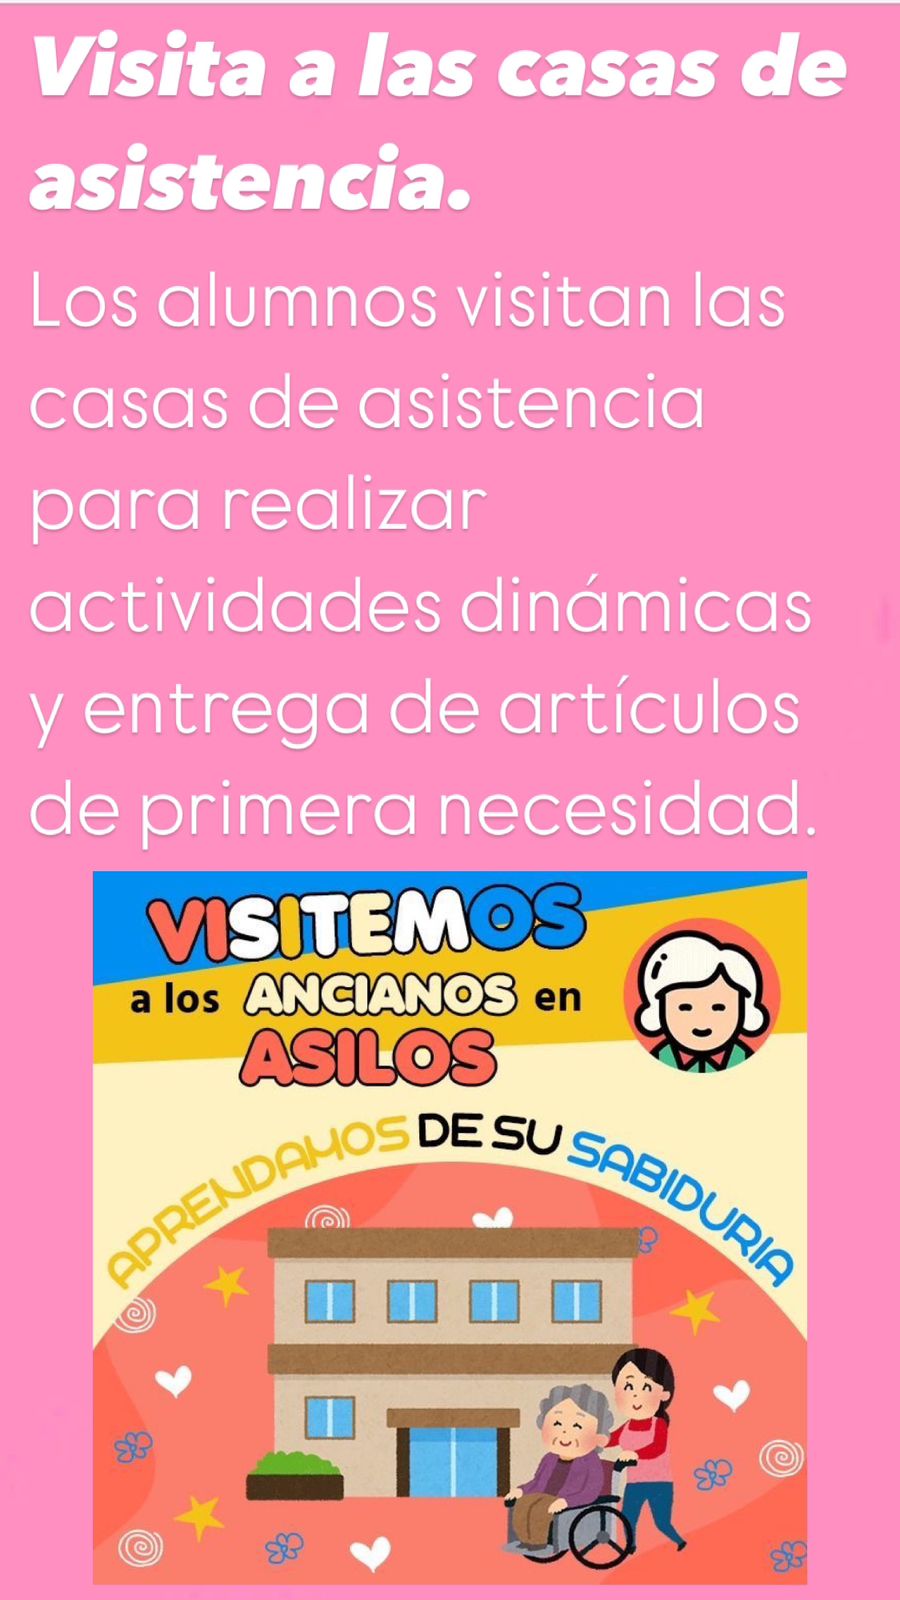 Visita a las casas de
asistencia.
Los alumnos visitan las
casas de asistencia
para realizar
actividades dinámicas
y entrega de artículos
de primera necesidad.
VISITEMOS
a los ANCIANOS en
ASILOS
APRENDAMOS DE SU SABIDURIA